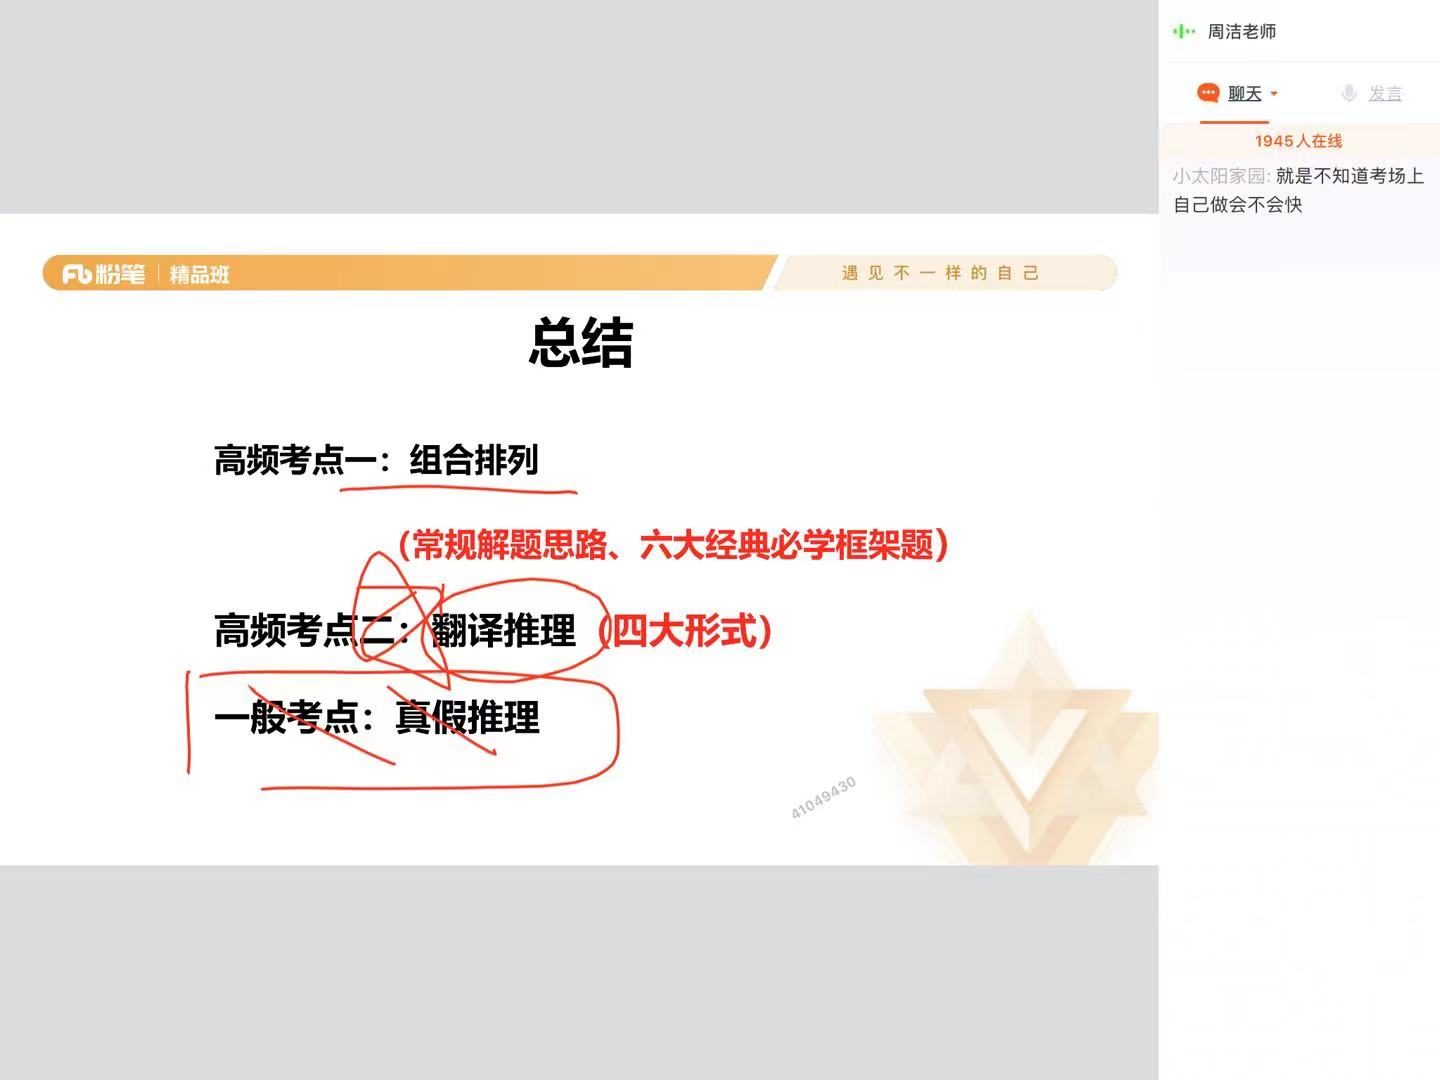 周洁老师
聊天
发言
1945人在线
小太阳家园: 就是不知道考场上
自己做会不会快
粉笔 精品班
遇见不一样的自己
总结
高频考点一：组合排列
（常规解题思路、六大经典必学框架题）
高频考点二：翻译推理（四大形式）
一般考点：真假推理
41049430